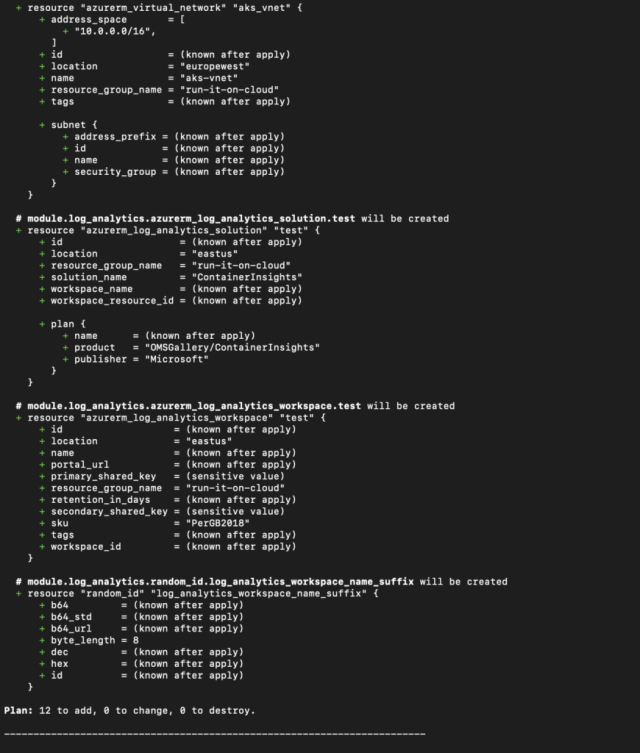 + resource "azurerm_virtual_network" "aks_vnet" {
+ address_space       = [
+ "10.0.0.0/16",
]
+ id                  = (known after apply)
+ location            = "europewest"
+ name                = "aks-vnet"
+ resource_group_name = "run-it-on-cloud"
+ tags                = (known after apply)
+ subnet {
+ address_prefix = (known after apply)
+ id             = (known after apply)
+ name           = (known after apply)
+ security_group = (known after apply)
}
}
# module.log_analytics.azurerm_log_analytics_solution.test will be created
+ resource "azurerm_log_analytics_solution" "test" {
+ id                    = (known after apply)
+ location              = "eastus"
+ resource_group_name   = "run-it-on-cloud"
+ solution_name         = "ContainerInsights"
+ workspace_name        = (known after apply)
+ workspace_resource_id = (known after apply)
+ plan {
+ name      = (known after apply)
+ product   = "OMSGallery/ContainerInsights"
+ publisher = "Microsoft"
}
}
# module.log_analytics.azurerm_log_analytics_workspace.test will be created
+ resource "azurerm_log_analytics_workspace" "test" {
+ id                   = (known after apply)
+ location             = "eastus"
+ name                 = (known after apply)
+ portal_url           = (known after apply)
+ primary_shared_key   = (sensitive value)
+ resource_group_name  = "run-it-on-cloud"
+ retention_in_days    = (known after apply)
+ secondary_shared_key = (sensitive value)
+ sku                  = "PerGB2018"
+ tags                 = (known after apply)
+ workspace_id         = (known after apply)
}
# module.log_analytics.random_id.log_analytics_workspace_name_suffix will be created
+ resource "random_id" "log_analytics_workspace_name_suffix" {
+ b64         = (known after apply)
+ b64_std     = (known after apply)
+ b64_url     = (known after apply)
+ byte_length = 8
+ dec         = (known after apply)
+ hex         = (known after apply)
+ id          = (known after apply)
}
Plan: 12 to add, 0 to change, 0 to destroy.
------------------------------------------------------------------------